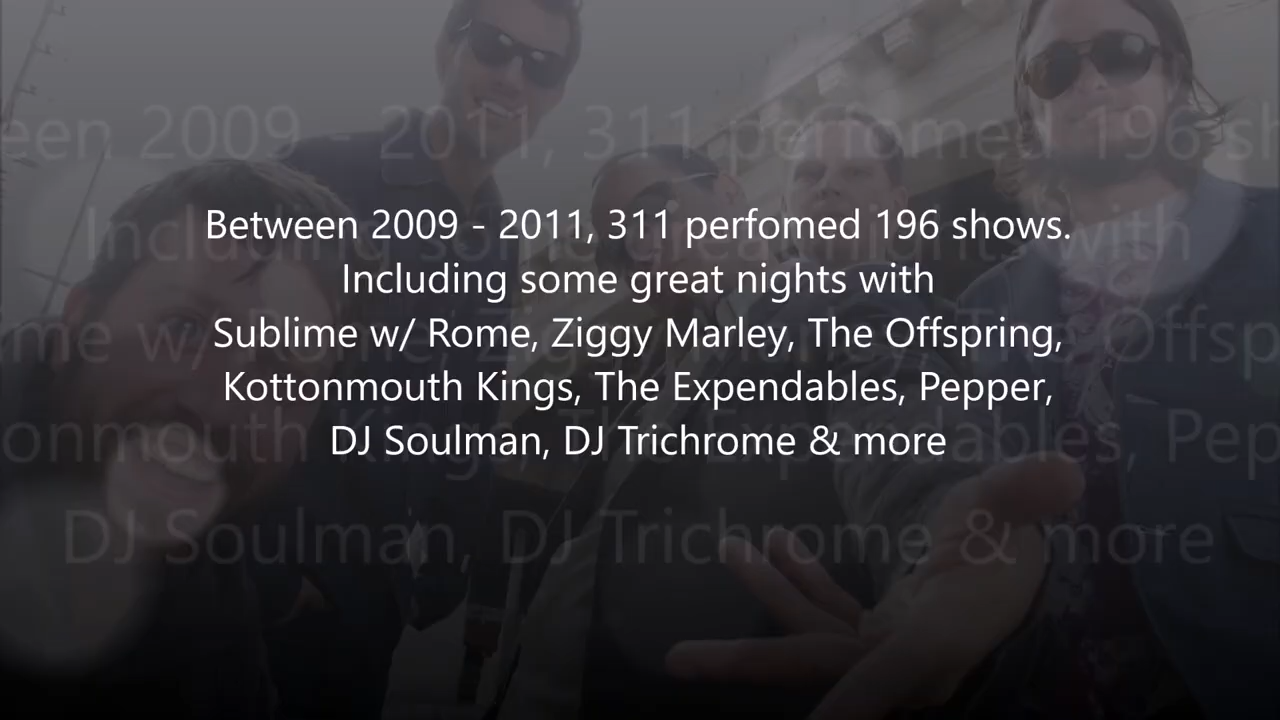 Between 2009 - 2011, 311 perfomed 196 shows.
Including some great nights with
Sublime w/ Rome, Ziggy Marley, The Offspring,
Kottonmouth Kings, The Expendables, Pepper,
DJ Soulman, DJ Trichrome & more